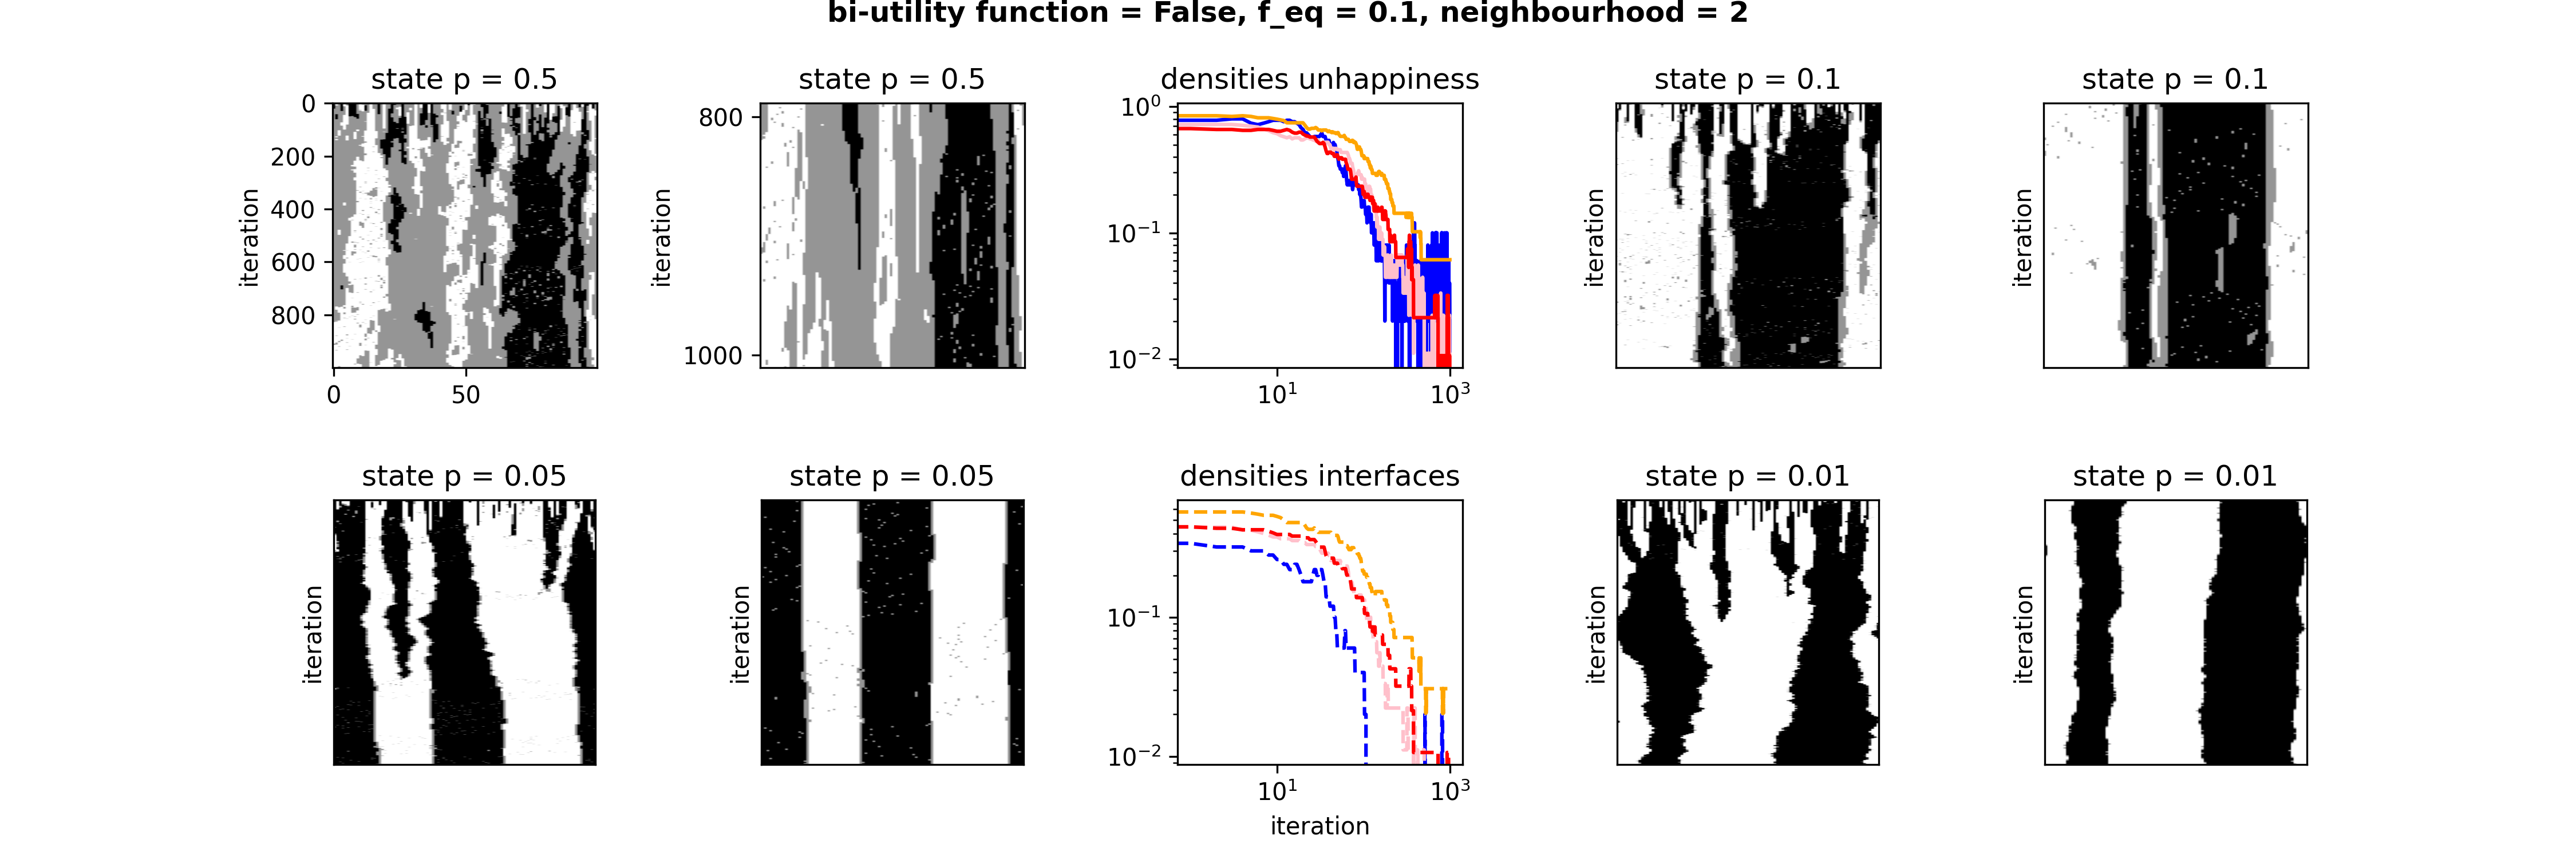 bi-utility function = False, f_eq = 0.1, neighbourhood = 2
state p = 0.5
state p = 0.5
densities unhappiness
state p = 0.1
state p = 0.1
0
200
400
600
800
iteration
0
50
800
1000
iteration
10⁰
10⁻¹
10⁻²
10¹
10³
iteration
iteration
state p = 0.05
state p = 0.05
densities interfaces
state p = 0.01
state p = 0.01
iteration
iteration
10⁻¹
10⁻²
10¹
10³
iteration
iteration
iteration